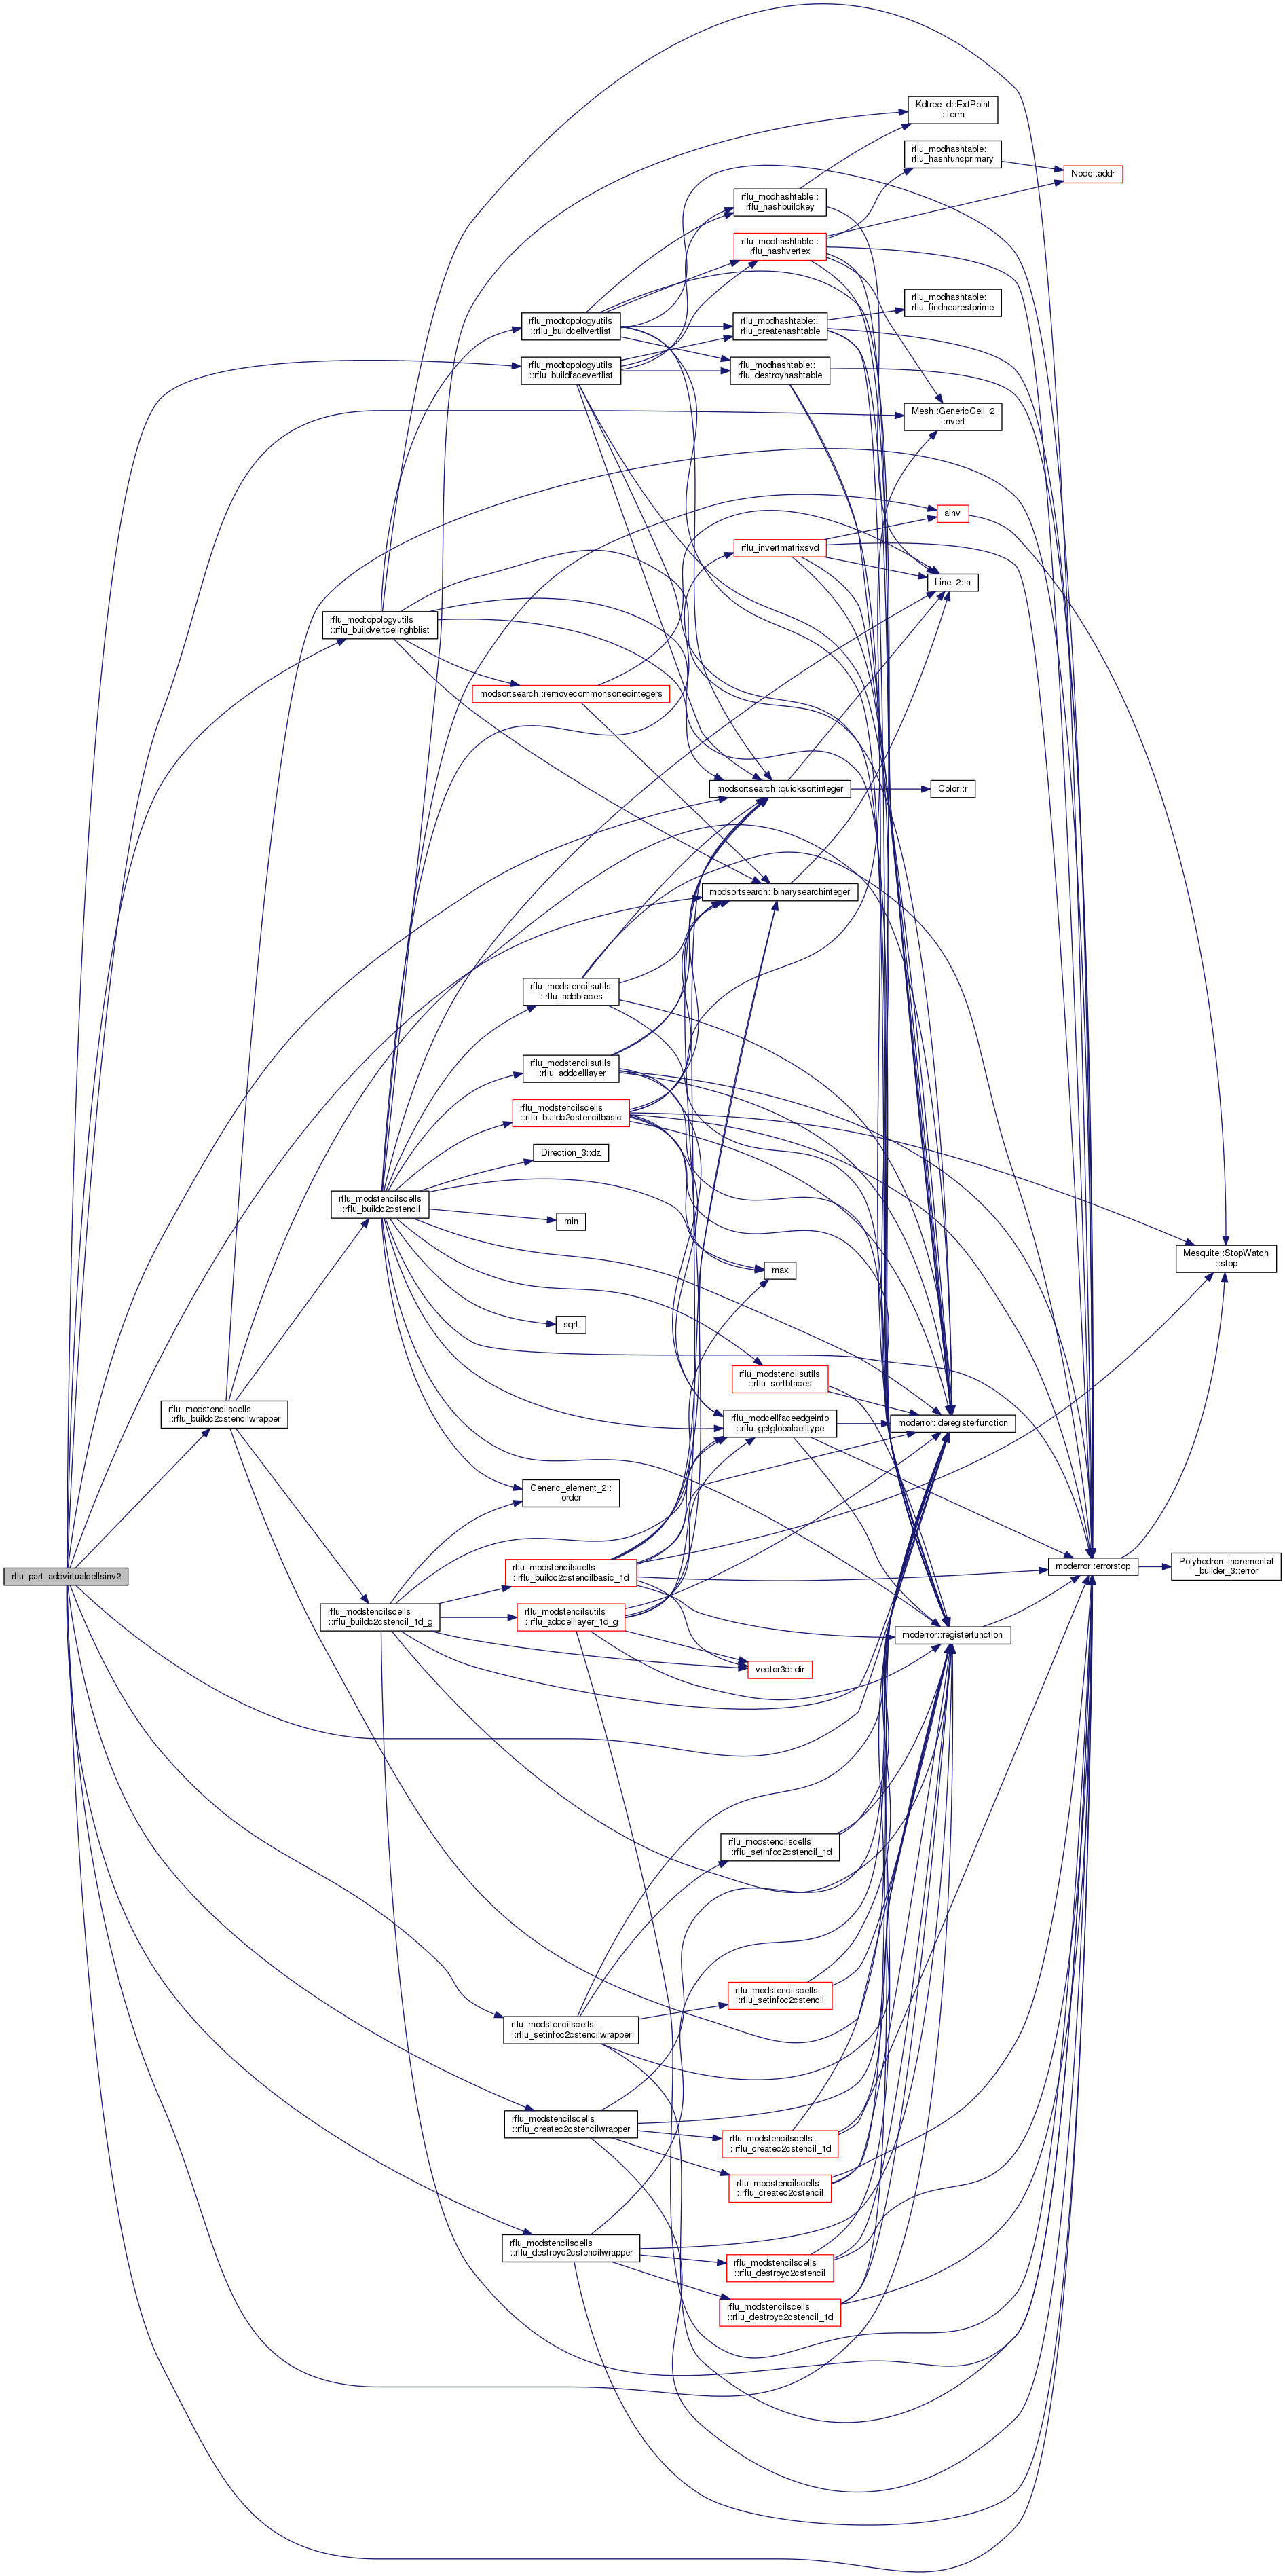 Kdtree_d::ExtPoint
::term
rflu_modhashtable::
rflu_hashfuncprimary
Node::addr
rflu_modhashtable::
rflu_hashbuildkey
rflu_modhashtable::
rflu_hashvertex
rflu_modhashtable::
rflu_findnearestprime
rflu_modtopologyutils
::rflu_buildcellvertlist
rflu_modhashtable::
rflu_createhashtable
rflu_modtopologyutils
::rflu_buildfacevertlist
rflu_modhashtable::
rflu_destroyhashtable
Mesh::GenericCell_2
::nvert
ainv
rflu_invertmatrixsvd
Line_2::a
rflu_modtopologyutils
::rflu_buildvertcellnghblist
modsortsearch::removecommonsortedintegers
modsortsearch::quicksortinteger
Color::r
modsortsearch::binarysearchinteger
rflu_modstencilsutils
::rflu_addbfaces
rflu_modstencilsutils
::rflu_addcelllayer
rflu_modstencilscells
::rflu_buildc2cstencilbasic
Direction_3::dz
rflu_modstencilscells
::rflu_buildc2cstencil
min
Mesquite::StopWatch
::stop
max
sqrt
rflu_modstencilsutils
::rflu_sortbfaces
rflu_modstencilscells
::rflu_buildc2cstencilwrapper
rflu_modcellfaceedgeinfo
::rflu_getglobalcelltype
moderror::deregisterfunction
Generic_element_2::
order
rflu_part_addvirtualcellsinv2
rflu_modstencilscells
::rflu_buildc2cstencilbasic_1d
moderror::errorstop
Polyhedron_incremental
_builder_3::error
rflu_modstencilscells
::rflu_buildc2cstencil_1d_g
rflu_modstencilsutils
::rflu_addcelllayer_1d_g
moderror::registerfunction
vector3d::dir
rflu_modstencilscells
::rflu_setinfoc2cstencil_1d
rflu_modstencilscells
::rflu_setinfoc2cstencil
rflu_modstencilscells
::rflu_setinfoc2cstencilwrapper
rflu_modstencilscells
::rflu_createc2cstencilwrapper
rflu_modstencilscells
::rflu_createc2cstencil_1d
rflu_modstencilscells
::rflu_createc2cstencil
rflu_modstencilscells
::rflu_destroyc2cstencilwrapper
rflu_modstencilscells
::rflu_destroyc2cstencil
rflu_modstencilscells
::rflu_destroyc2cstencil_1d